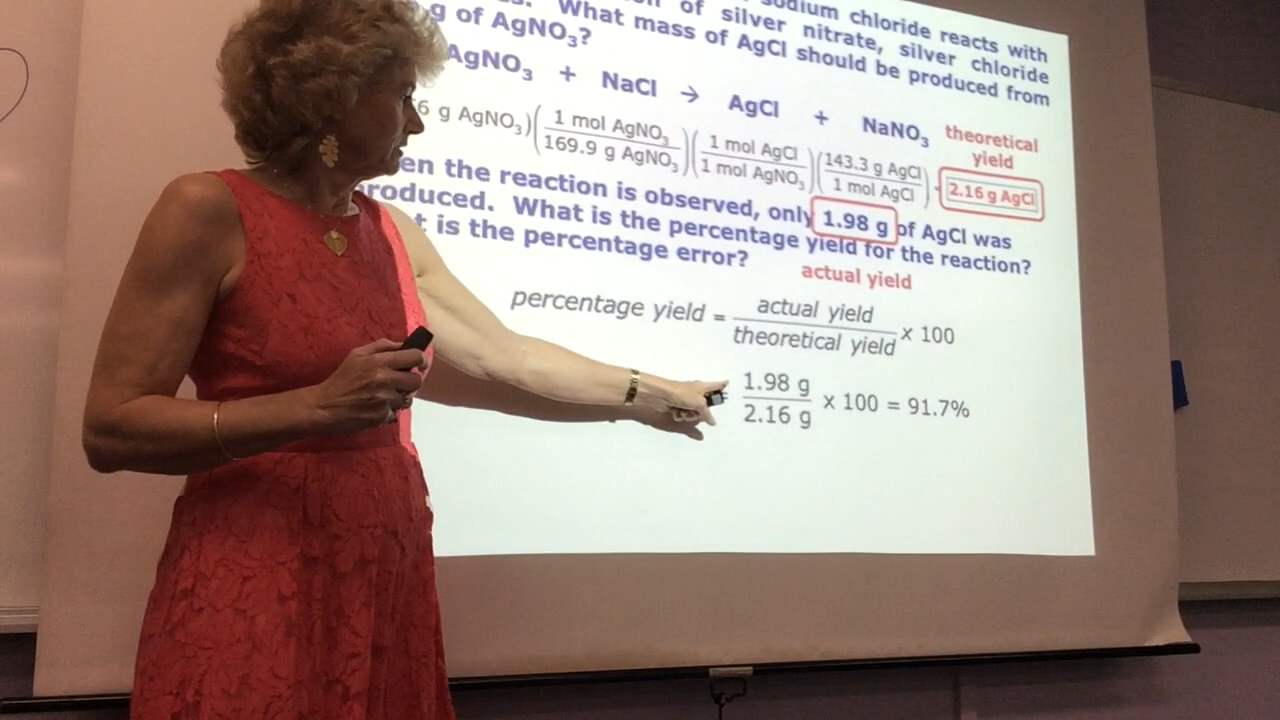 sodium chloride reacts with
of silver nitrate, silver chloride
What mass of AgCl should be produced from
g of AgNO₃?
AgNO₃ + NaCl → AgCl + NaNO₃
theoretical
yield
6 g AgNO₃)(1 mol AgNO₃/169.9 g AgNO₃)(1 mol AgCl/1 mol AgNO₃)(143.3 g AgCl/1 mol AgCl) 2.16 g AgCl
en the reaction is observed, only 1.98 g of AgCl was
produced. What is the percentage yield for the reaction?
t is the percentage error?
actual yield
percentage yield = actual yield/theoretical yield x 100
1.98 g/2.16 g x 100 = 91.7%